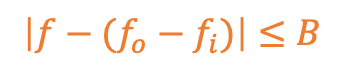 |f − (fₒ − fᵢ)| ≤ B